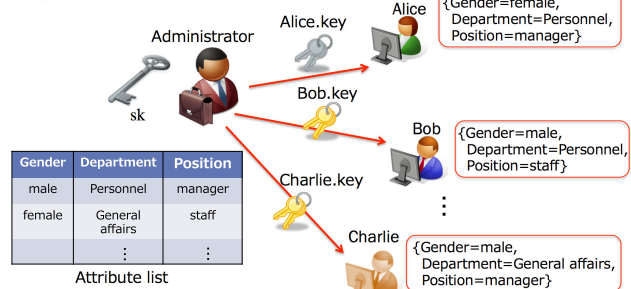 Alice
{Gender=female,
Department=Personnel,
Position=manager}
Administrator
Alice.key
sk
Bob.key
Bob
{Gender=male,
Department=Personnel,
Position=staff}
Gender Department Position
male Personnel manager
female General affairs staff
⋮ ⋮
Attribute list
Charlie.key
⋮
Charlie
{Gender=male,
Department=General affairs,
Position=manager}